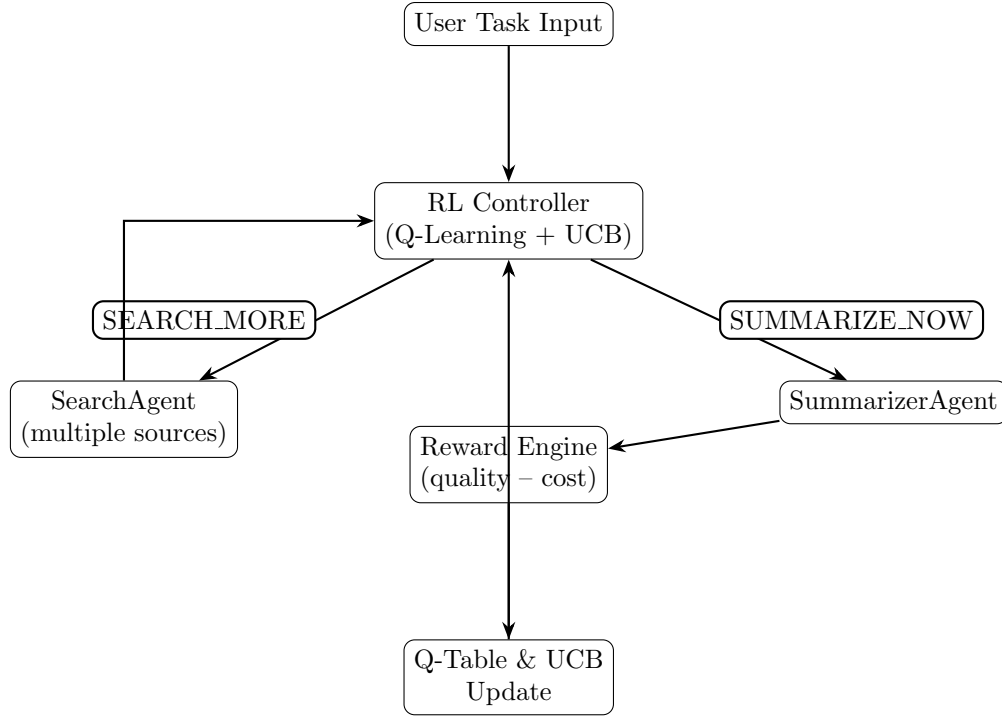 User Task Input
RL Controller
(Q-Learning + UCB)
SEARCH_MORE
SUMMARIZE_NOW
SearchAgent
(multiple sources)
SummarizerAgent
Reward Engine
(quality – cost)
Q-Table & UCB
Update